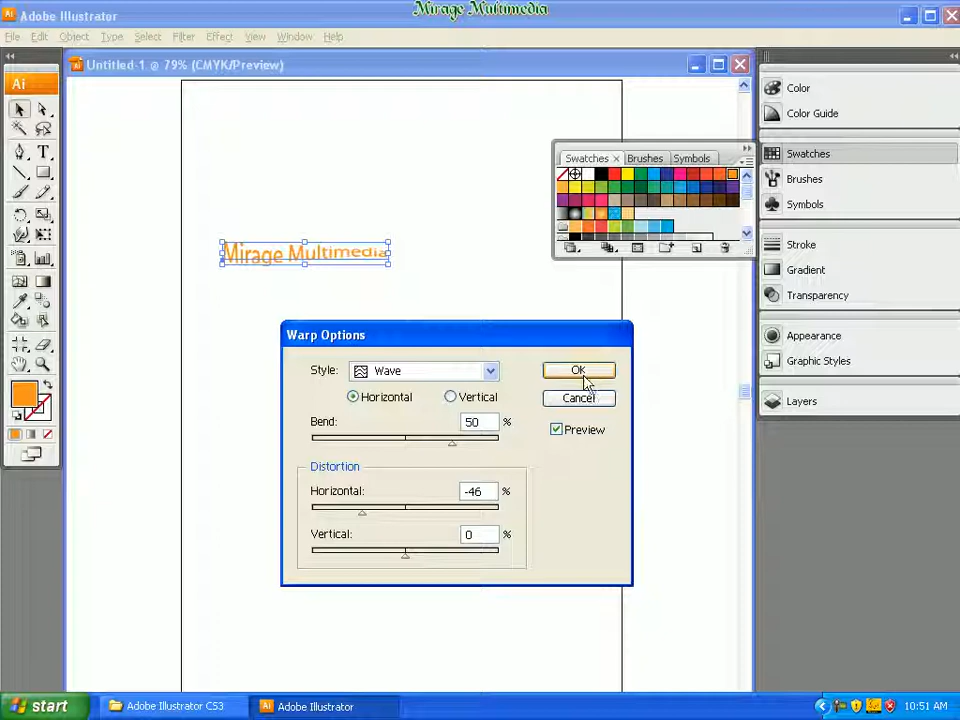 Adobe Illustrator
Mirage Multimedia
File Edit Object Type Select Filter Effect View Window Help
Untitled-1 @ 79% (CMYK/Preview)
Ai
Color
Color Guide
Swatches
Brushes
Symbols
Stroke
Gradient
Transparency
Appearance
Graphic Styles
Layers
Swatches × Brushes Symbols
Mirage Multimedia
Warp Options
Style: Wave
OK
Horizontal Vertical
Cancel
Bend: 50 %
Preview
Distortion
Horizontal: -46 %
Vertical: 0 %
start
Adobe Illustrator CS3
Adobe Illustrator
10:51 AM